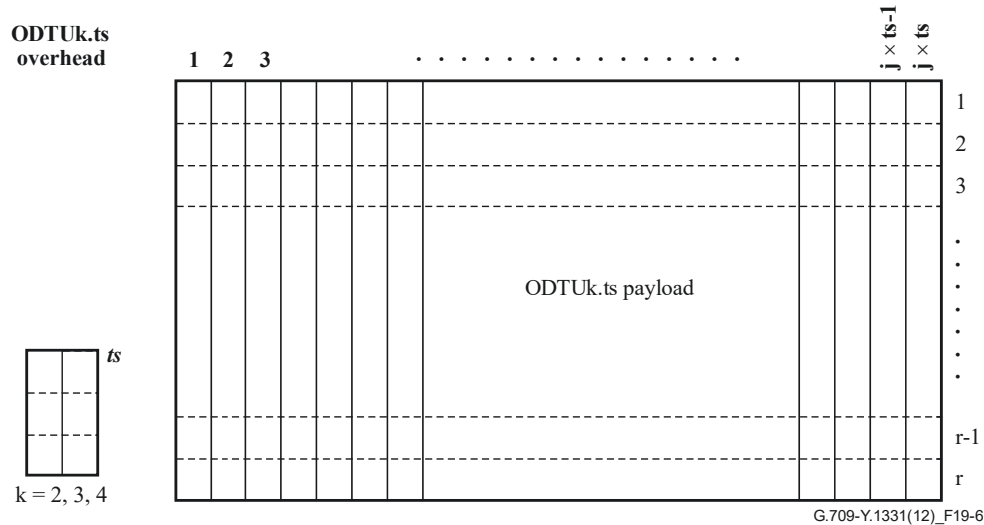 ODTUk.ts
overhead
1 2 3 . . . . . . . . . . . . . . . j × ts-1 j × ts
1
2
3
.
.
.
.
.
.
.
ODTUk.ts payload
ts
r-1
r
k = 2, 3, 4
G.709-Y.1331(12)_F19-6